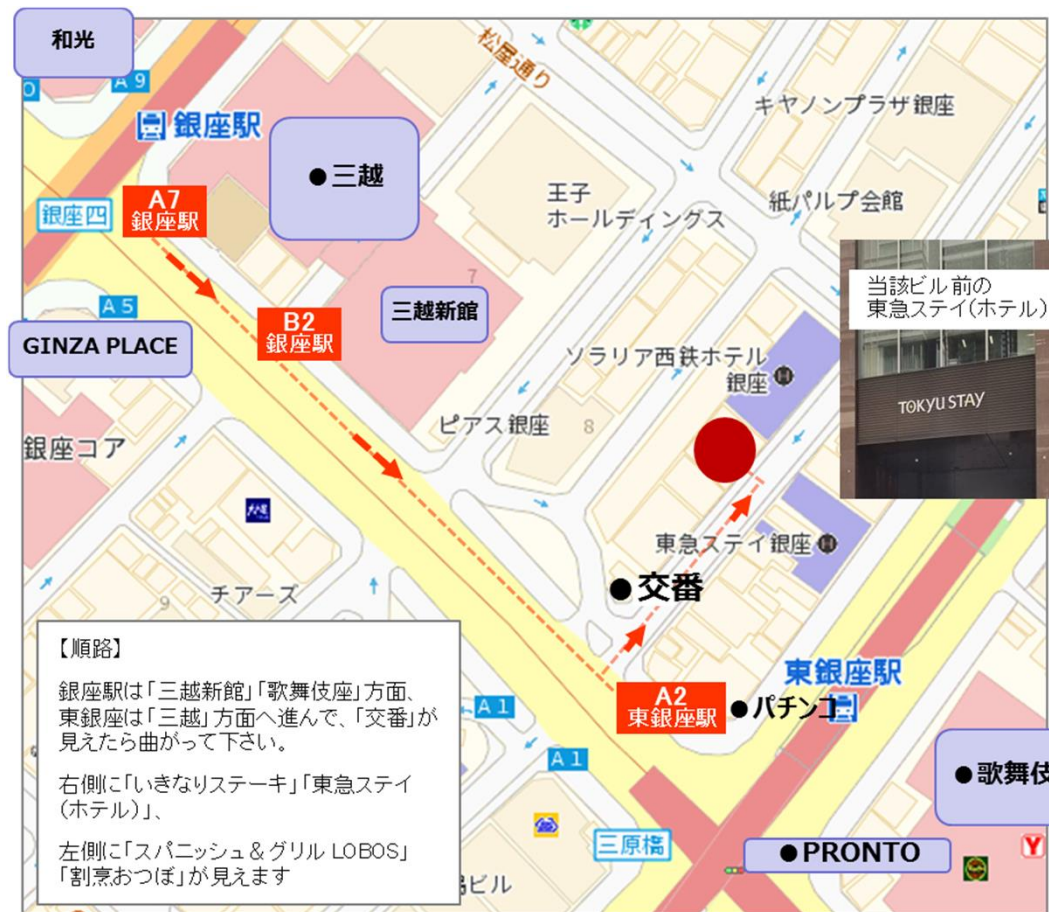 和光
A 9
銀座駅
松屋通り
キヤノンプラザ銀座
●三越
銀座四
A7
銀座駅
王子
ホールディングス
紙パルプ会館
7
A 5
三越新館
B2
銀座駅
GINZA PLACE
当該ビル前の
東急ステイ(ホテル)
TOKYU STAY
ソラリア西鉄ホテル
銀座
H
銀座コア
ピアス銀座
8
東急ステイ銀座
H
●交番
チアーズ
9
【順路】
銀座駅は「三越新館」「歌舞伎座」方面、
東銀座は「三越」方面へ進んで、「交番」が
見えたら曲がって下さい。
右側に「いきなりステーキ」「東急ステイ
(ホテル)」、
左側に「スパニッシュ&グリル LOBOS」
「割烹おつぼ」が見えます
東銀座駅
A2
東銀座駅
●パチンコ
A 1
A 1
●歌舞伎
三原橋
●PRONTO
Y
ビル